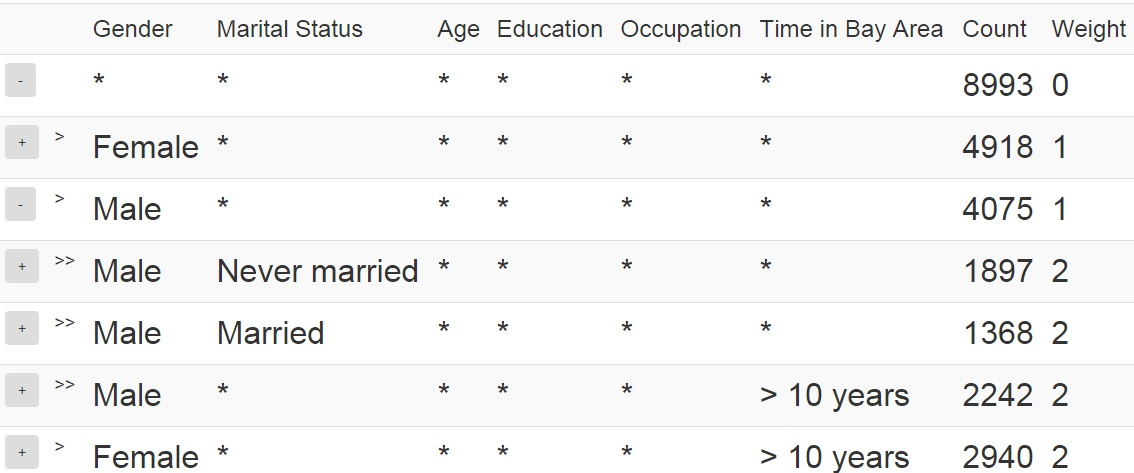 Gender Marital Status Age Education Occupation Time in Bay Area Count Weight
- * * * * * * 8993 0
+ > Female * * * * * 4918 1
- > Male * * * * * 4075 1
+ >> Male Never married * * * * 1897 2
+ >> Male Married * * * * 1368 2
+ >> Male * * * * > 10 years 2242 2
+ > Female * * * * > 10 years 2940 2